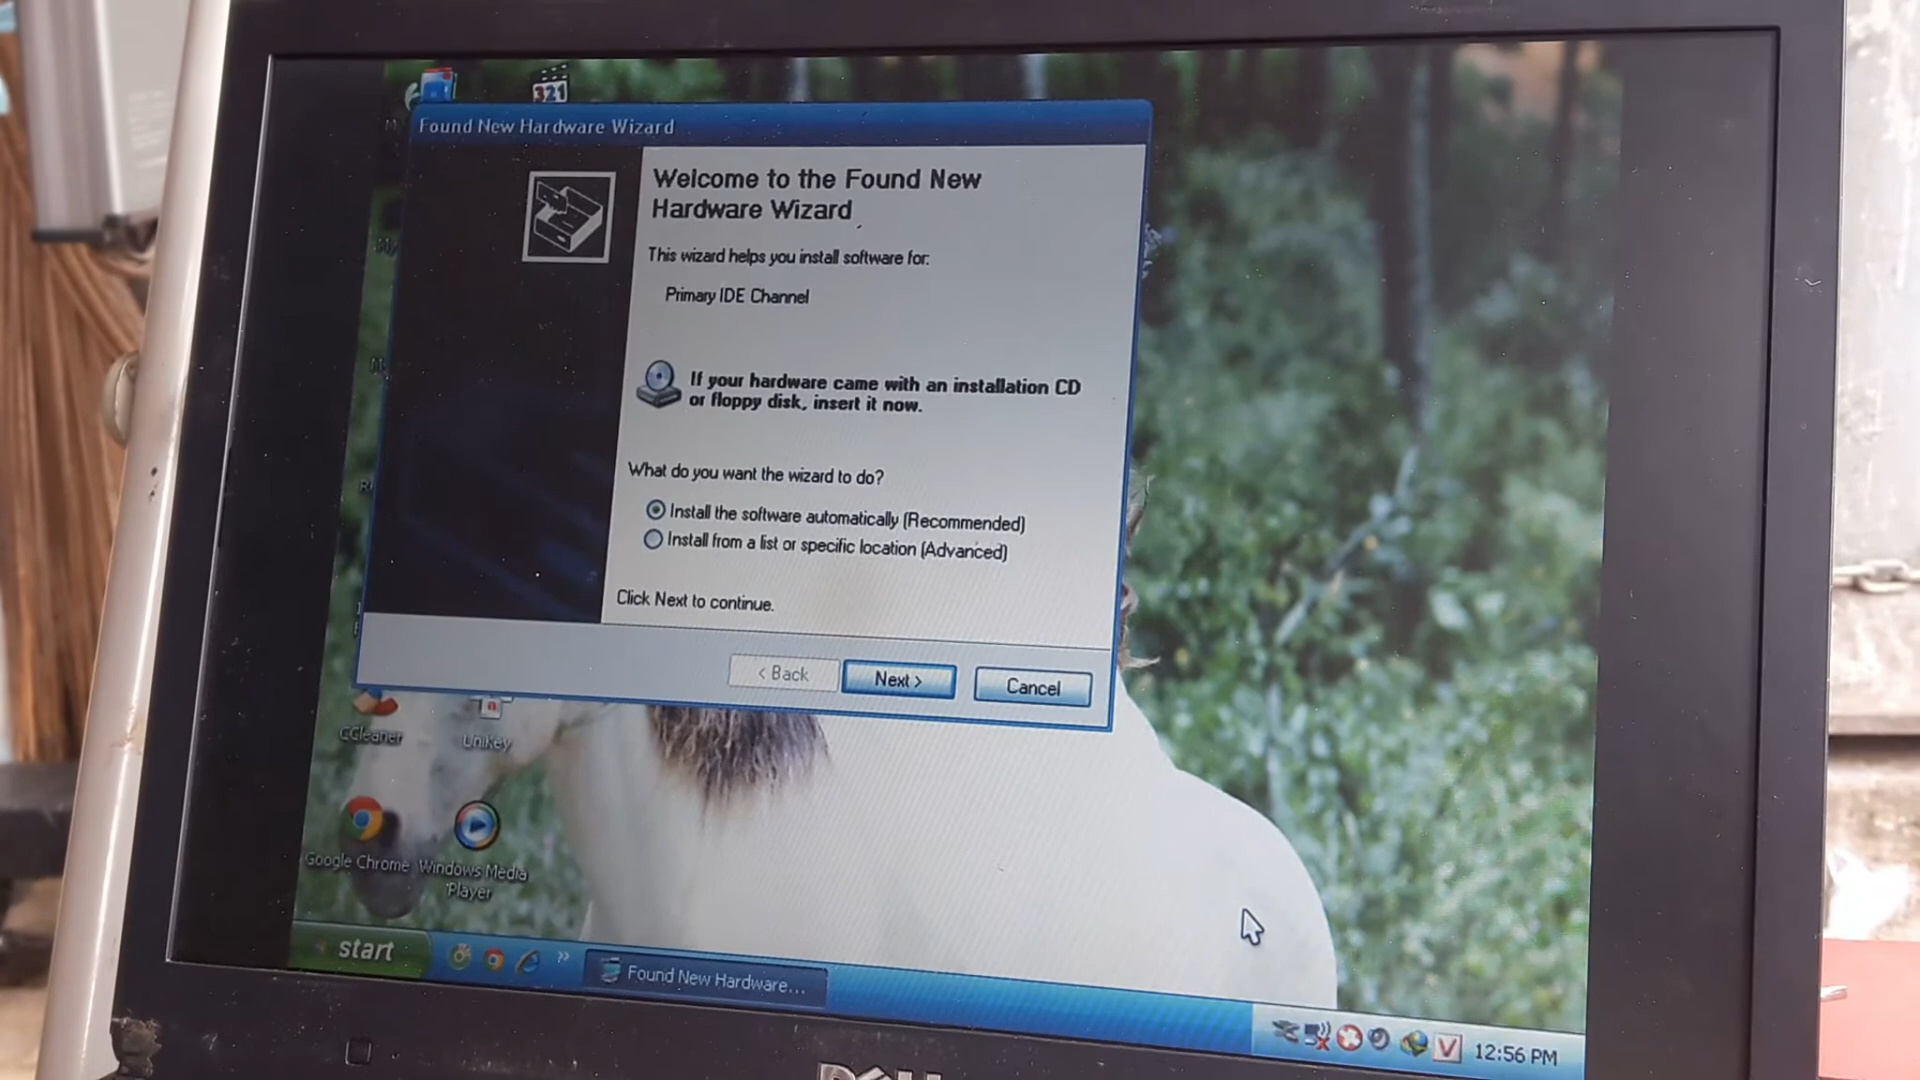 321
Found New Hardware Wizard
Welcome to the Found New
Hardware Wizard
This wizard helps you install software for:
Primary IDE Channel
If your hardware came with an installation CD
or floppy disk, insert it now.
What do you want the wizard to do?
Install the software automatically (Recommended)
Install from a list or specific location (Advanced)
Click Next to continue.
< Back
Next >
Cancel
CCleaner
Unikey
Google Chrome
Windows Media
Player
start
Found New Hardware...
V
12:56 PM
DELL